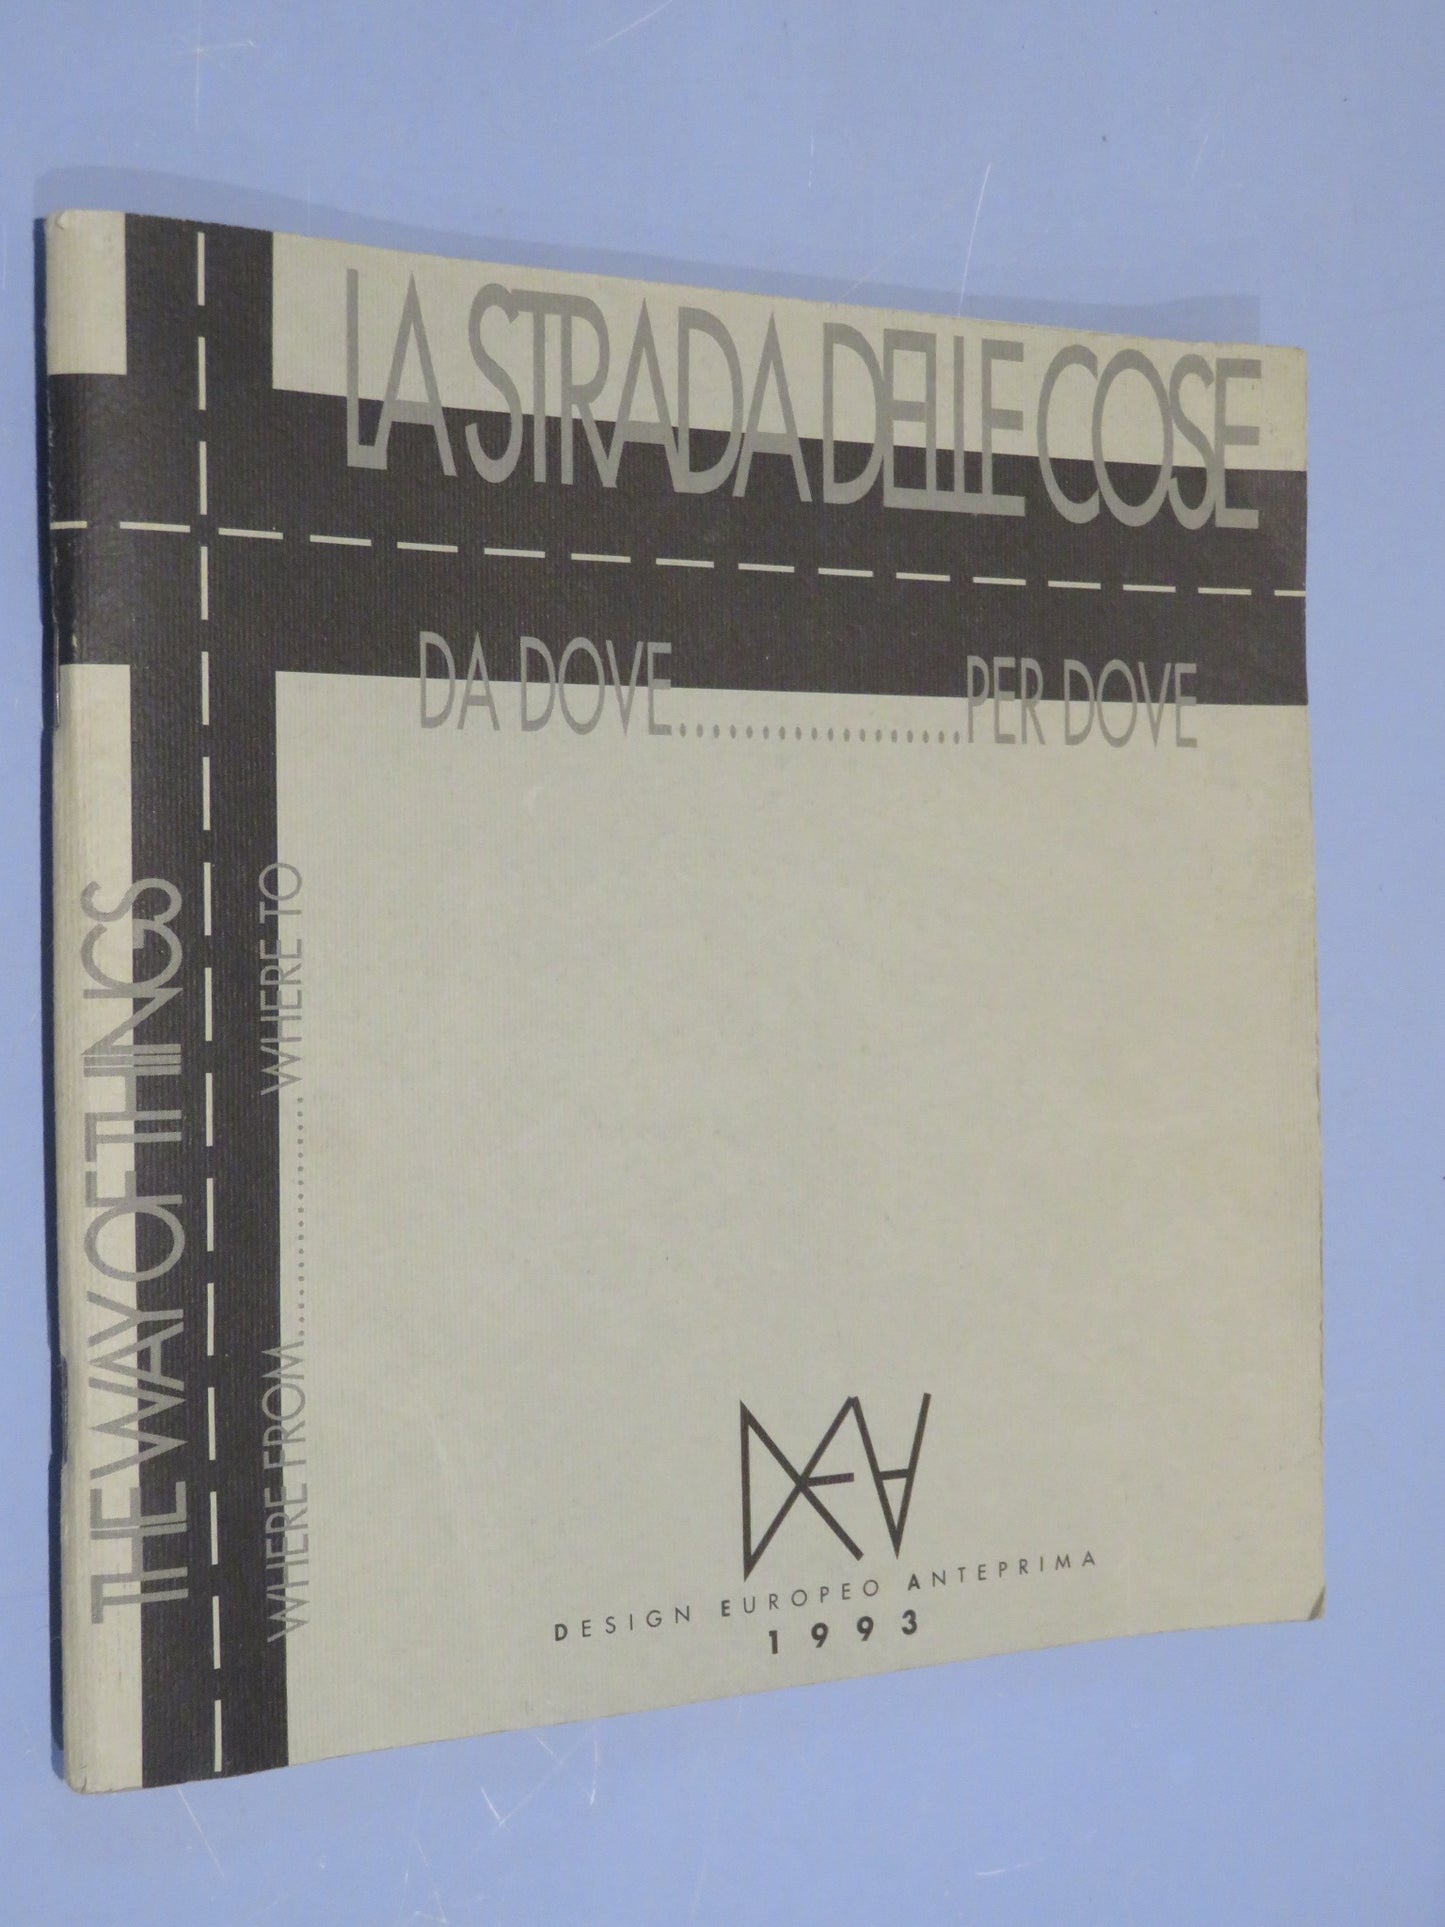 LA STRADA DELLE COSE
DA DOVE...................PER DOVE
THE WAY OF THINGS
WHERE FROM......................WHERE TO
DEA
DESIGN EUROPEO ANTEPRIMA
1993